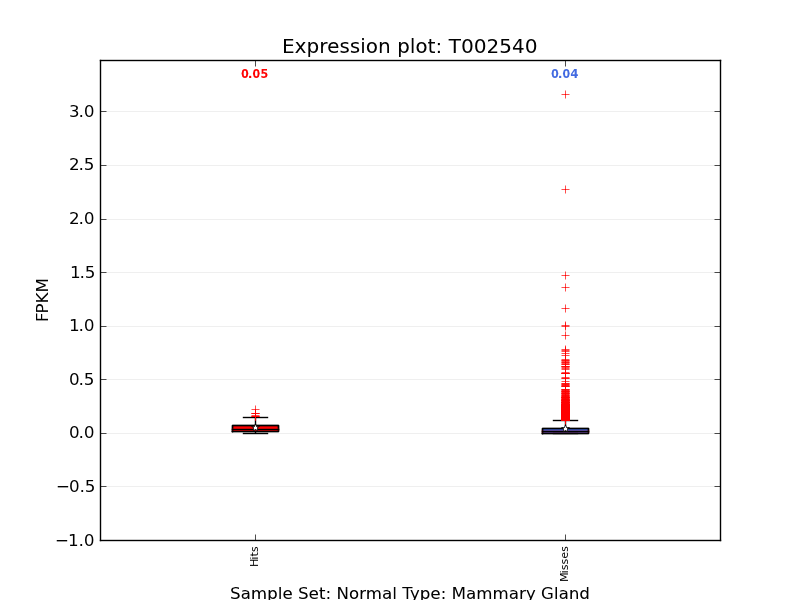 Expression plot: T002540
0.05
0.04
3.0
2.5
2.0
1.5
1.0
0.5
0.0
−0.5
−1.0
FPKM
Hits
Misses
Sample Set: Normal Type: Mammary Gland